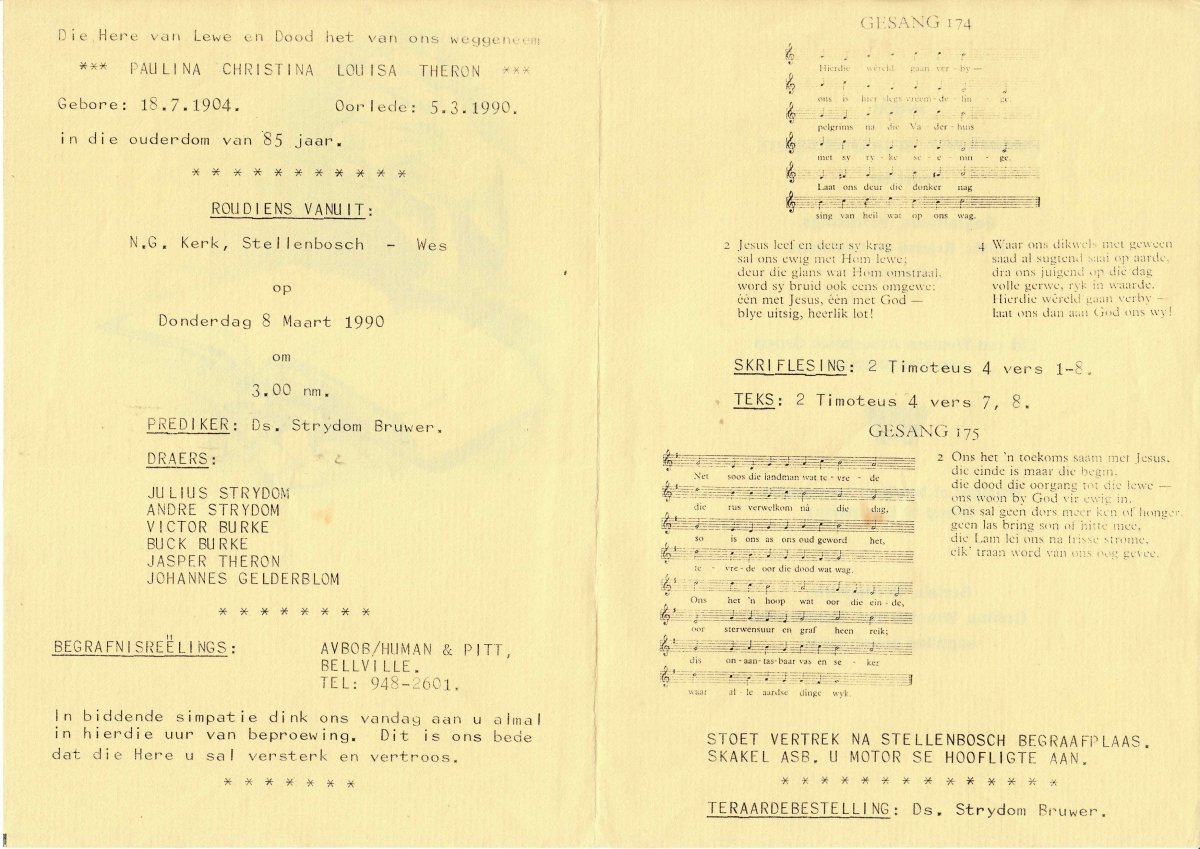 Die Here van Lewe en Dood het van ons weggeneem
*** PAULINA CHRISTINA LOUISA THERON ***
Gebore: 18.7.1904. Oorlede: 5.3.1990.
in die ouderdom van 85 jaar.
* * * * * * * * * *
ROUDIENS VANUIT:
N.G. Kerk, Stellenbosch - Wes
op
Donderdag 8 Maart 1990
om
3.00 nm.
PREDIKER: Ds. Strydom Bruwer.
DRAERS:
JULIUS STRYDOM
ANDRE STRYDOM
VICTOR BURKE
BUCK BURKE
JASPER THERON
JOHANNES GELDERBLOM
* * * * * * * *
BEGRAFNISREËLINGS: AVBOB/HUMAN & PITT,
BELLVILLE.
TEL: 948-2601.
In biddende simpatie dink ons vandag aan u almal
in hierdie uur van beproewing. Dit is ons bede
dat die Here u sal versterk en vertroos.
* * * * * * *
GESANG 174
Hierdie wêreld gaan ver-by —
ons is hier slegs vreem-de-lin - ge,
pelgrims na die Va - der-huis
met sy ry - ke se - ë - nin - ge.
Laat ons deur die donker nag
sing van heil wat op ons wag.
2 Jesus leef en deur sy krag
sal ons ewig met Hom lewe;
deur die glans wat Hom omstraal,
word sy bruid ook eens omgewe:
één met Jesus, één met God —
blye uitsig, heerlik lot!
4 Waar ons dikwels met geween
saad al sugtend saai op aarde,
dra ons juigend op die dag
volle gerwe, ryk in waarde.
Hierdie wêreld gaan verby –
laat ons dan aan God ons wy!
SKRIFLESING: 2 Timoteus 4 vers 1-8.
TEKS: 2 Timoteus 4 vers 7, 8.
GESANG 175
Net soos die landman wat te - vre - de
die rus verwelkom ná die dag,
so is ons as ons oud geword het,
te - vre - de oor die dood wat wag.
Ons het 'n hoop wat oor die ein - de,
oor sterwensuur en graf heen reik;
dis on - aan - tas - baar vas en se - ker
waar al - le aardse dinge wyk.
2 Ons het 'n toekoms saam met Jesus,
die einde is maar die begin,
die dood die oorgang tot die lewe —
ons woon by God vir ewig in.
Ons sal geen dors meer ken of honger,
geen las bring son of hitte mee,
die Lam lei ons na frisse strome,
elk' traan word van ons oog gevee.
STOET VERTREK NA STELLENBOSCH BEGRAAFPLAAS.
SKAKEL ASB. U MOTOR SE HOOFLIGTE AAN.
* * * * * * * * * * * * * *
TERAARDEBESTELLING: Ds. Strydom Bruwer.